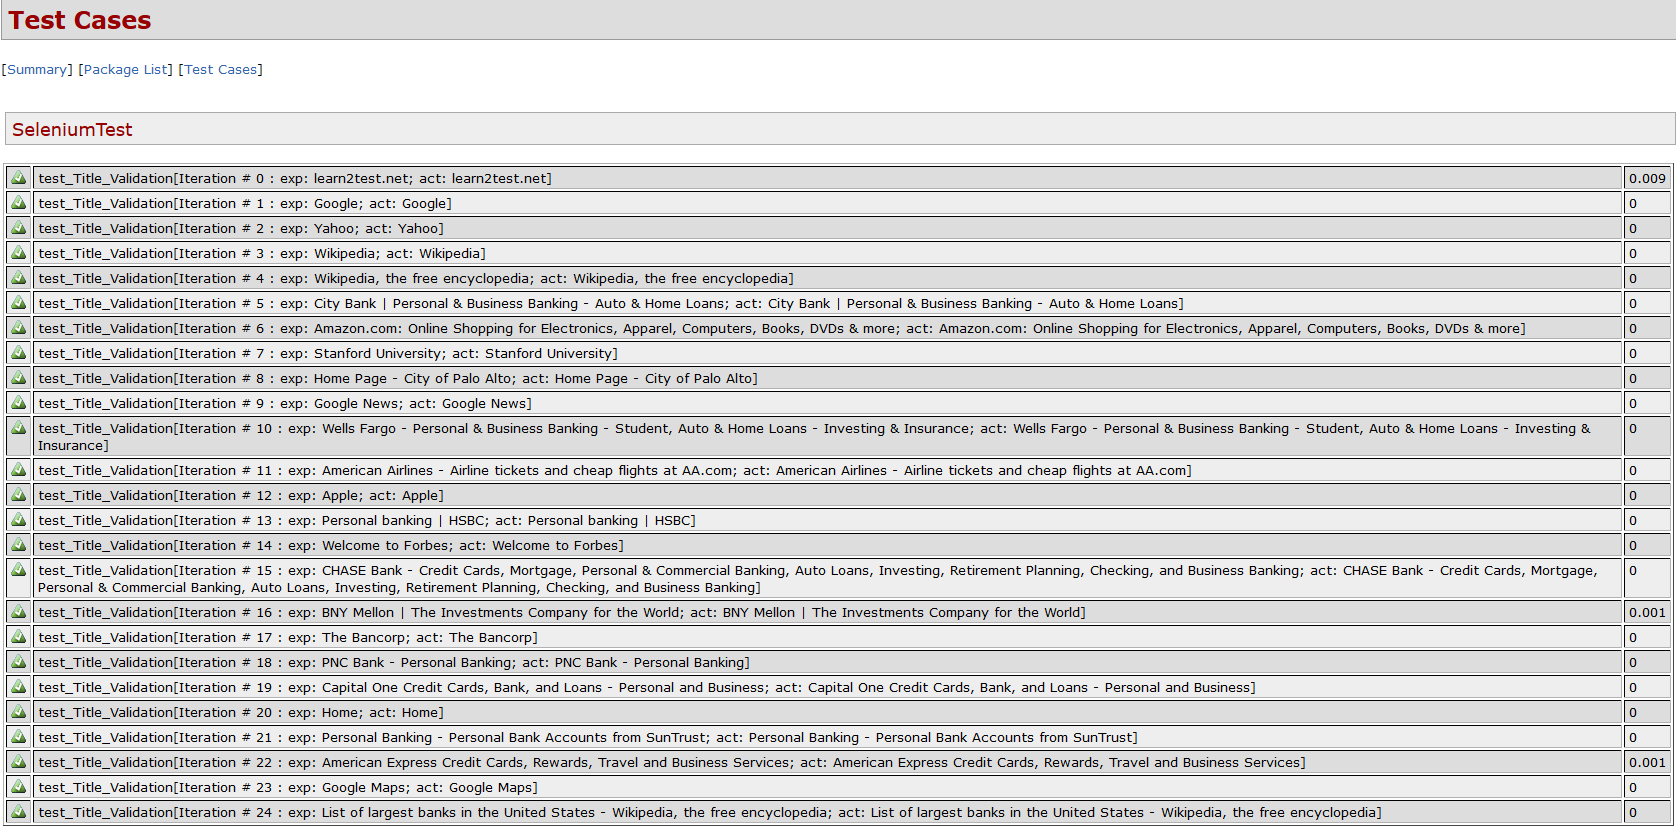 Test Cases
[Summary] [Package List] [Test Cases]
SeleniumTest
test_Title_Validation[Iteration # 0 : exp: learn2test.net; act: learn2test.net] 0.009
test_Title_Validation[Iteration # 1 : exp: Google; act: Google] 0
test_Title_Validation[Iteration # 2 : exp: Yahoo; act: Yahoo] 0
test_Title_Validation[Iteration # 3 : exp: Wikipedia; act: Wikipedia] 0
test_Title_Validation[Iteration # 4 : exp: Wikipedia, the free encyclopedia; act: Wikipedia, the free encyclopedia] 0
test_Title_Validation[Iteration # 5 : exp: City Bank | Personal & Business Banking - Auto & Home Loans; act: City Bank | Personal & Business Banking - Auto & Home Loans] 0
test_Title_Validation[Iteration # 6 : exp: Amazon.com: Online Shopping for Electronics, Apparel, Computers, Books, DVDs & more; act: Amazon.com: Online Shopping for Electronics, Apparel, Computers, Books, DVDs & more] 0
test_Title_Validation[Iteration # 7 : exp: Stanford University; act: Stanford University] 0
test_Title_Validation[Iteration # 8 : exp: Home Page - City of Palo Alto; act: Home Page - City of Palo Alto] 0
test_Title_Validation[Iteration # 9 : exp: Google News; act: Google News] 0
test_Title_Validation[Iteration # 10 : exp: Wells Fargo - Personal & Business Banking - Student, Auto & Home Loans - Investing & Insurance; act: Wells Fargo - Personal & Business Banking - Student, Auto & Home Loans - Investing & 0
Insurance]
test_Title_Validation[Iteration # 11 : exp: American Airlines - Airline tickets and cheap flights at AA.com; act: American Airlines - Airline tickets and cheap flights at AA.com] 0
test_Title_Validation[Iteration # 12 : exp: Apple; act: Apple] 0
test_Title_Validation[Iteration # 13 : exp: Personal banking | HSBC; act: Personal banking | HSBC] 0
test_Title_Validation[Iteration # 14 : exp: Welcome to Forbes; act: Welcome to Forbes] 0
test_Title_Validation[Iteration # 15 : exp: CHASE Bank - Credit Cards, Mortgage, Personal & Commercial Banking, Auto Loans, Investing, Retirement Planning, Checking, and Business Banking; act: CHASE Bank - Credit Cards, Mortgage, 0
Personal & Commercial Banking, Auto Loans, Investing, Retirement Planning, Checking, and Business Banking]
test_Title_Validation[Iteration # 16 : exp: BNY Mellon | The Investments Company for the World; act: BNY Mellon | The Investments Company for the World] 0.001
test_Title_Validation[Iteration # 17 : exp: The Bancorp; act: The Bancorp] 0
test_Title_Validation[Iteration # 18 : exp: PNC Bank - Personal Banking; act: PNC Bank - Personal Banking] 0
test_Title_Validation[Iteration # 19 : exp: Capital One Credit Cards, Bank, and Loans - Personal and Business; act: Capital One Credit Cards, Bank, and Loans - Personal and Business] 0
test_Title_Validation[Iteration # 20 : exp: Home; act: Home] 0
test_Title_Validation[Iteration # 21 : exp: Personal Banking - Personal Bank Accounts from SunTrust; act: Personal Banking - Personal Bank Accounts from SunTrust] 0
test_Title_Validation[Iteration # 22 : exp: American Express Credit Cards, Rewards, Travel and Business Services; act: American Express Credit Cards, Rewards, Travel and Business Services] 0.001
test_Title_Validation[Iteration # 23 : exp: Google Maps; act: Google Maps] 0
test_Title_Validation[Iteration # 24 : exp: List of largest banks in the United States - Wikipedia, the free encyclopedia; act: List of largest banks in the United States - Wikipedia, the free encyclopedia] 0